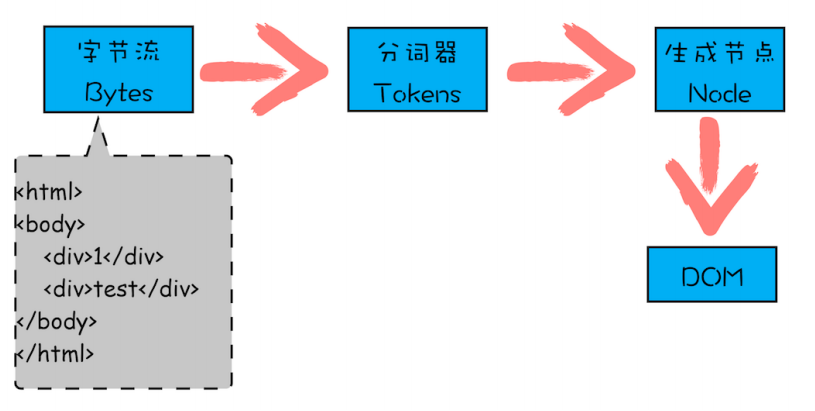 字节流
Bytes
分词器
Tokens
生成节点
Node
<html>
<body>
<div>1</div>
<div>test</div>
</body>
</html>
DOM